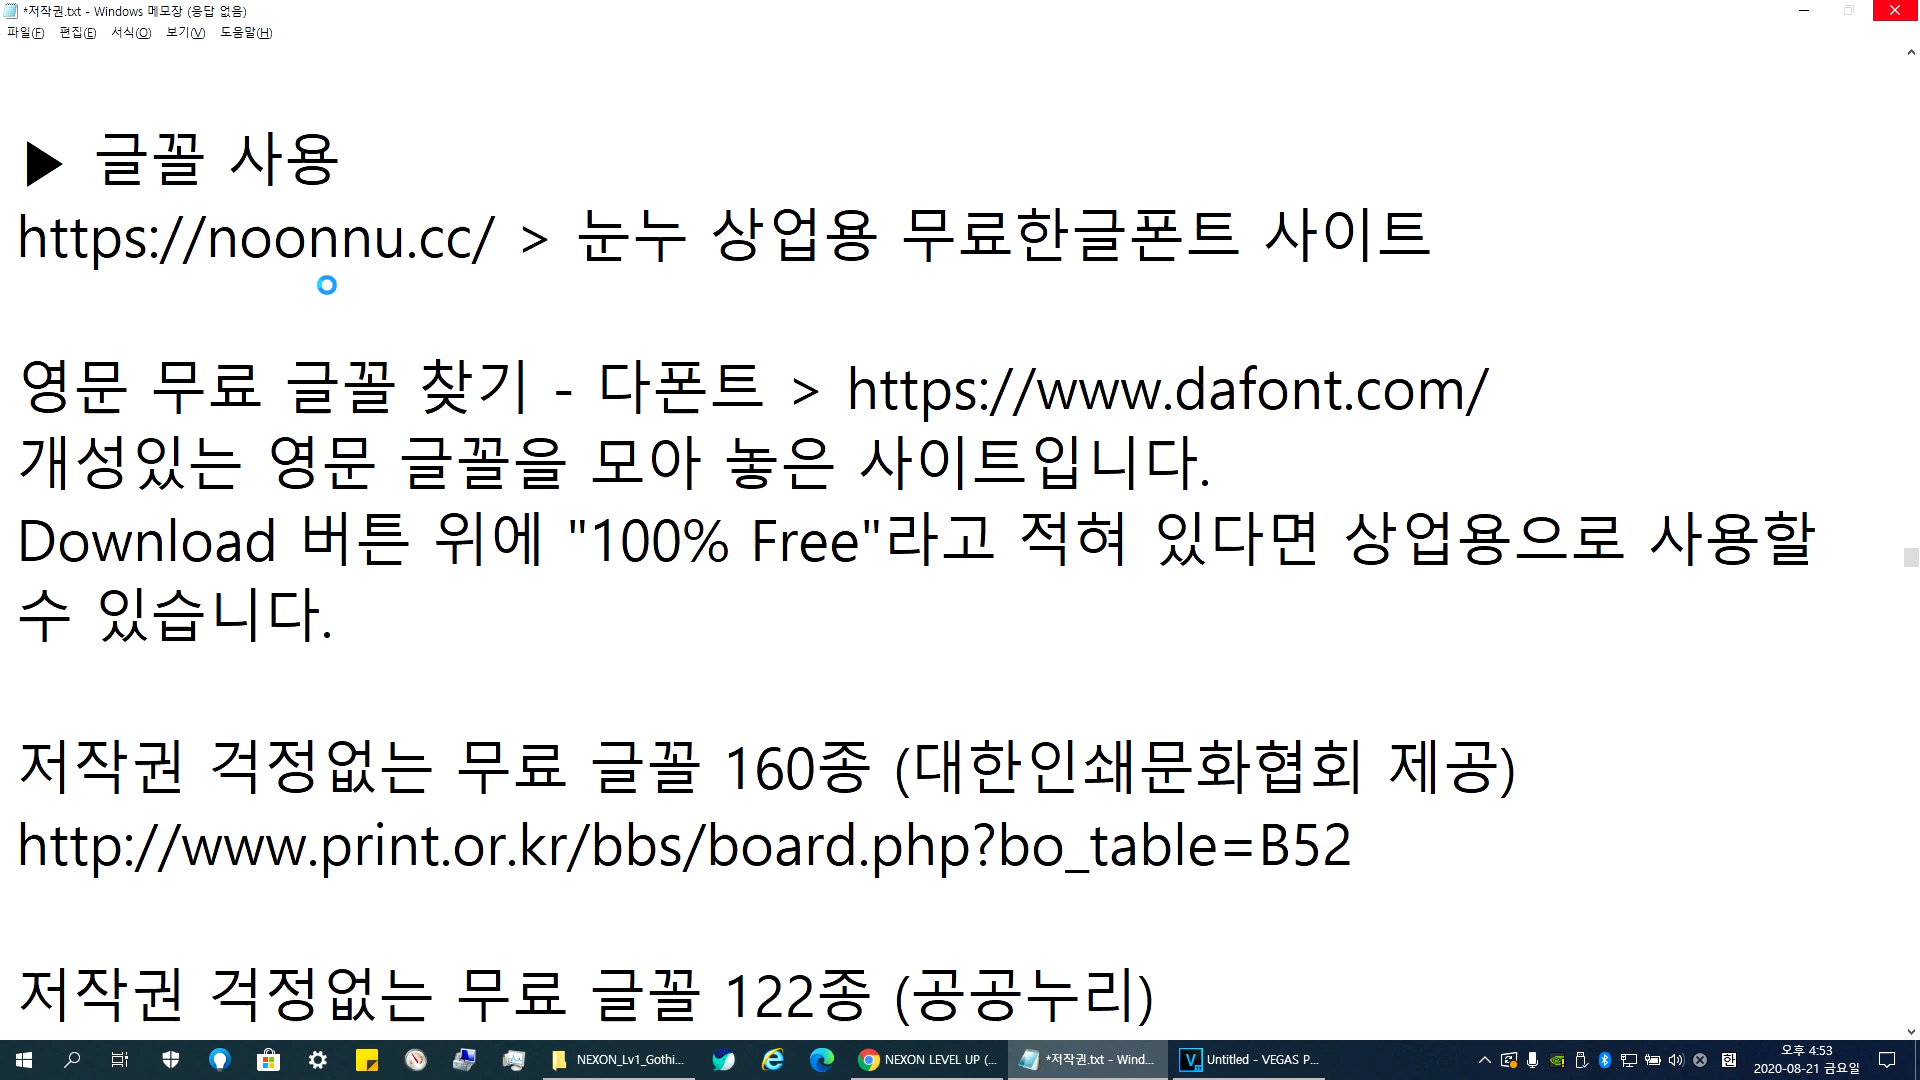 *저작권.txt - Windows 메모장 (응답 없음)
파일(F) 편집(E) 서식(O) 보기(V) 도움말(H)
▶ 글꼴 사용
https://noonnu.cc/ > 눈누 상업용 무료한글폰트 사이트
영문 무료 글꼴 찾기 - 다폰트 > https://www.dafont.com/
개성있는 영문 글꼴을 모아 놓은 사이트입니다.
Download 버튼 위에 "100% Free"라고 적혀 있다면 상업용으로 사용할
수 있습니다.
저작권 걱정없는 무료 글꼴 160종 (대한인쇄문화협회 제공)
http://www.print.or.kr/bbs/board.php?bo_table=B52
저작권 걱정없는 무료 글꼴 122종 (공공누리)
NEXON_Lv1_Gothi... NEXON LEVEL UP (... *저작권.txt - Wind... Untitled - VEGAS P... 한 오후 4:53
2020-08-21 금요일